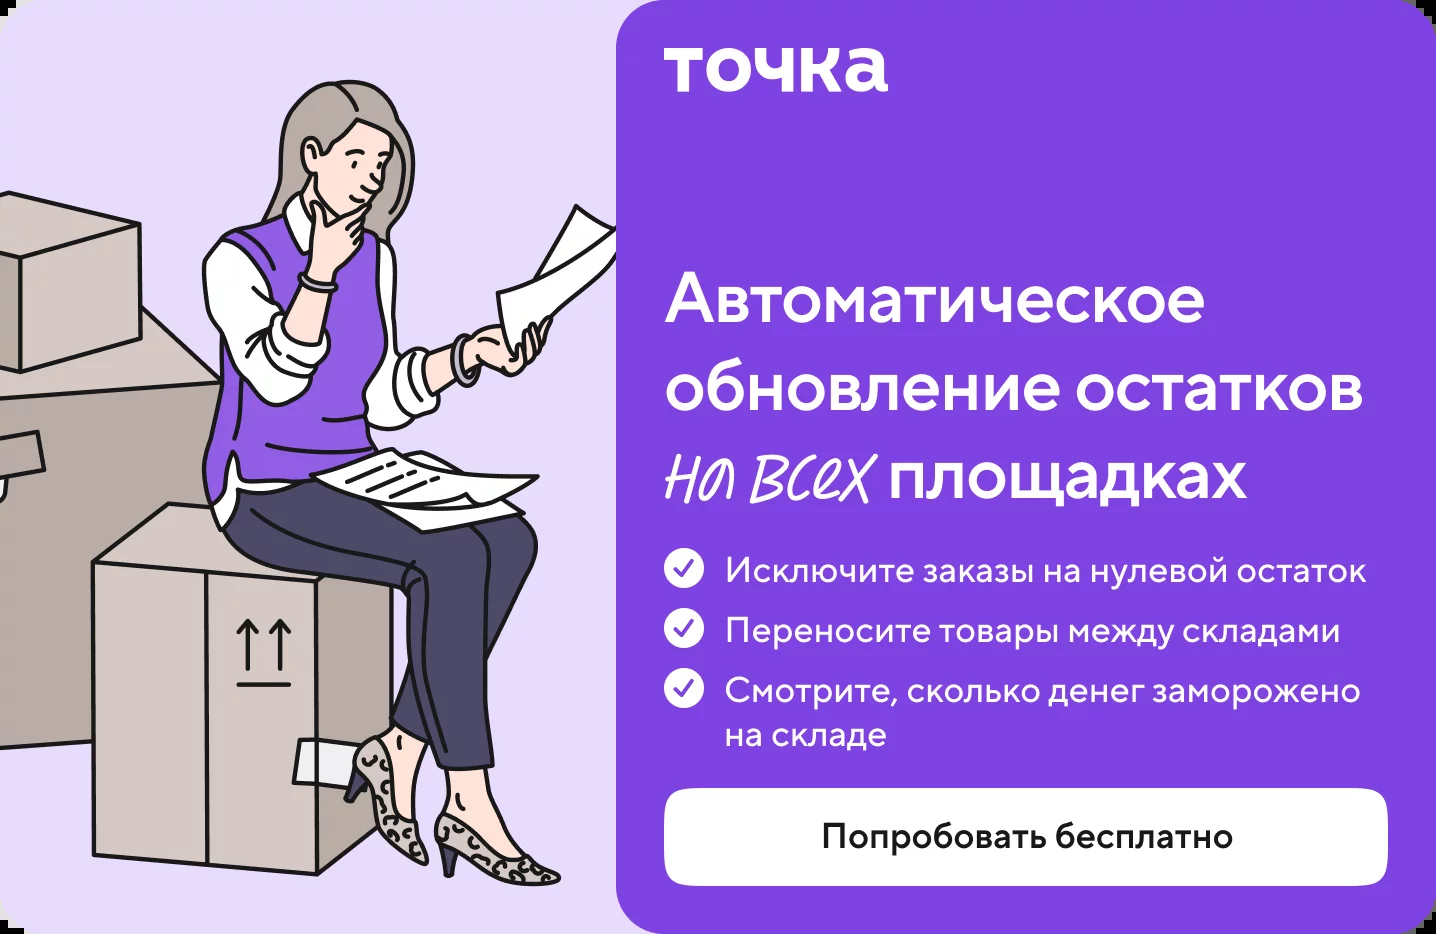 точка
Автоматическое
обновление остатков
на всех площадках
Исключите заказы на нулевой остаток
Переносите товары между складами
Смотрите, сколько денег заморожено
на складе
Попробовать бесплатно